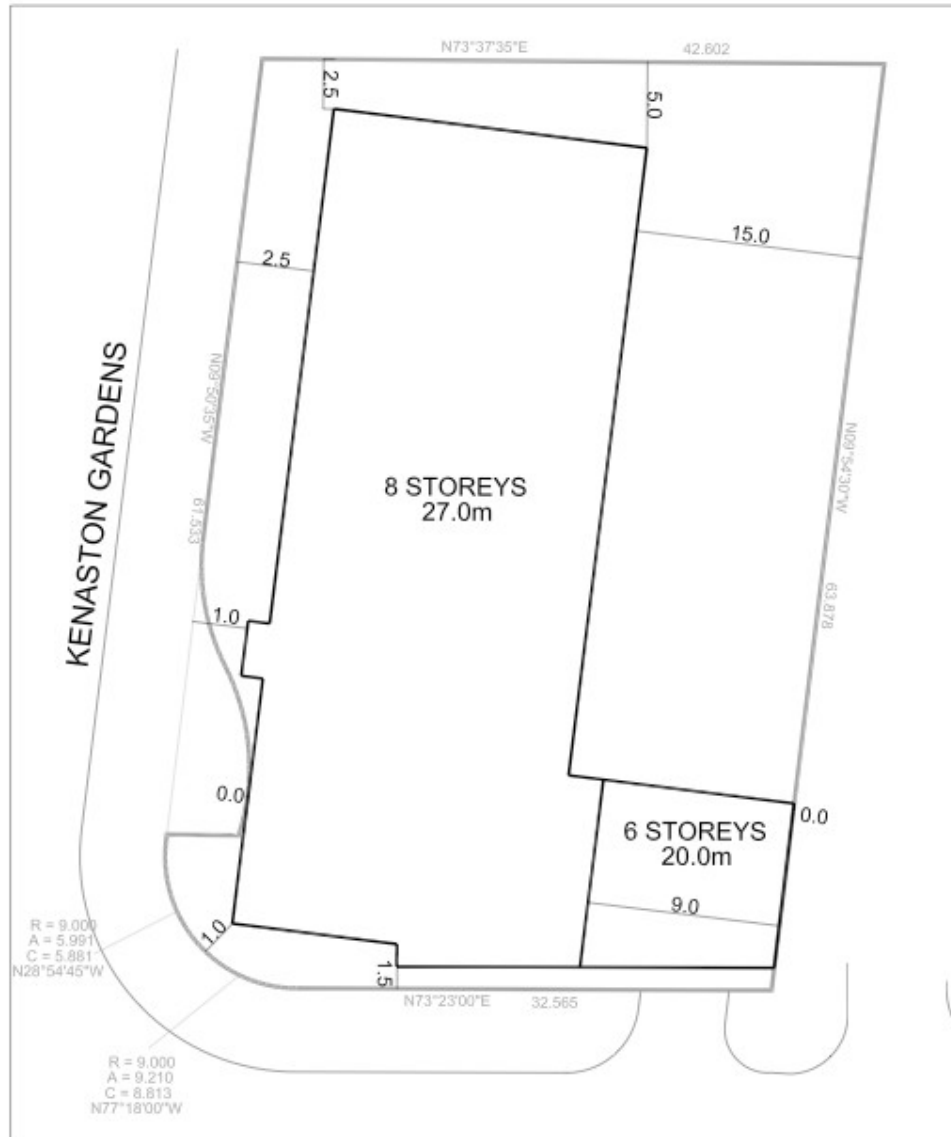 N73°37'35"E 42.602
2.5
5.0
15.0
2.5
N09°50'35"W
61.533
KENASTON GARDENS
8 STOREYS
27.0m
N09°54'30"W
63.878
1.0
0.0
0.0
6 STOREYS
20.0m
9.0
1.0
1.5
R = 9.000
A = 5.991
C = 5.881
N28°54'45"W
N73°23'00"E 32.565
R = 9.000
A = 9.210
C = 8.813
N77°18'00"W